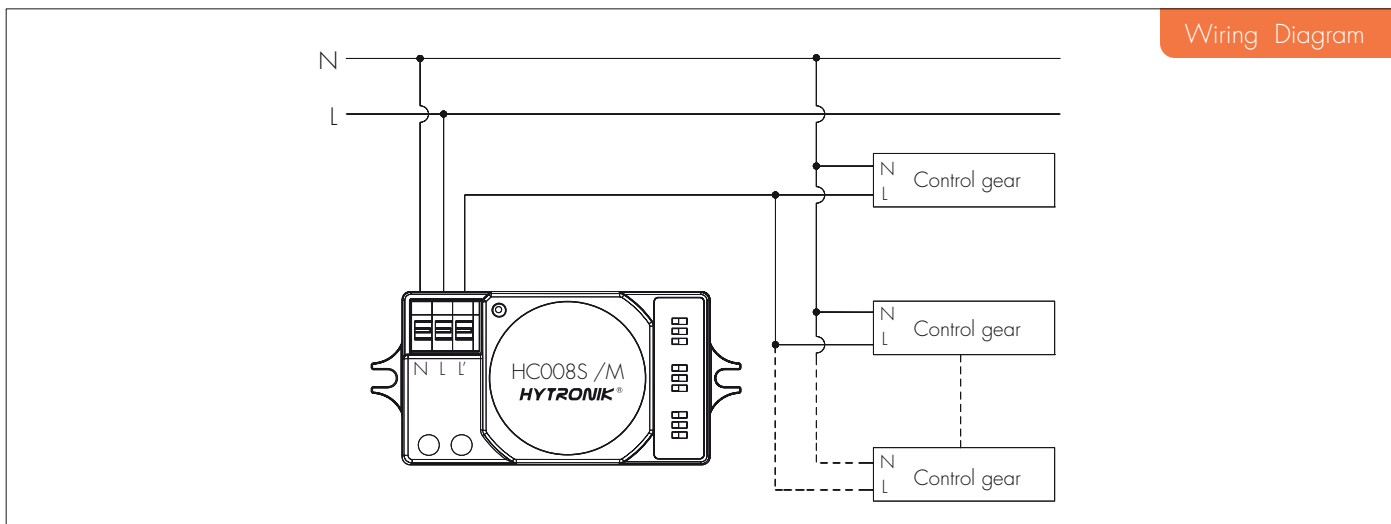 Wiring Diagram
N
L
N
L Control gear
N
L Control gear
N L L'
HC008S /M
HYTRONIK®
N
L Control gear